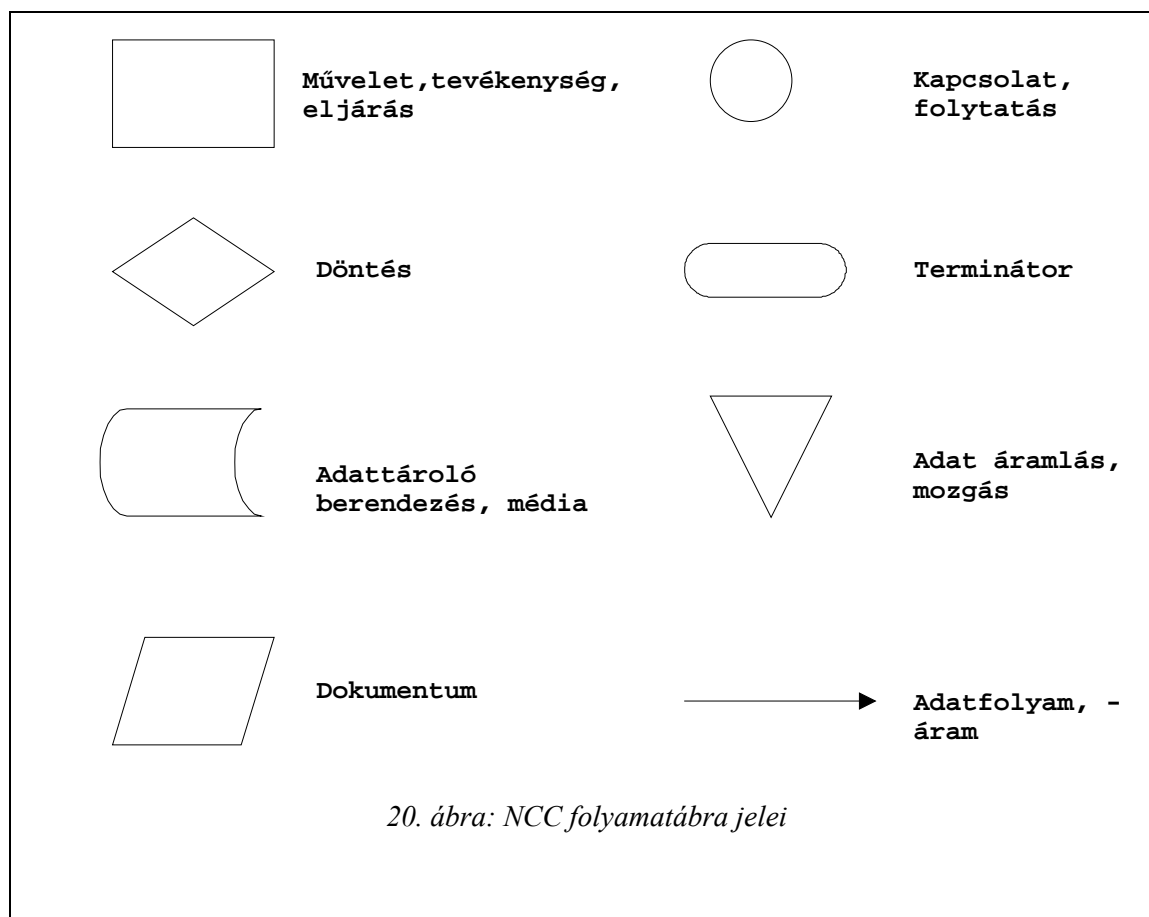 Művelet,tevékenység,
eljárás
Kapcsolat,
folytatás
Döntés
Terminátor
Adattároló
berendezés, média
Adat áramlás,
mozgás
Dokumentum
Adatfolyam, -
áram
20. ábra: NCC folyamatábra jelei